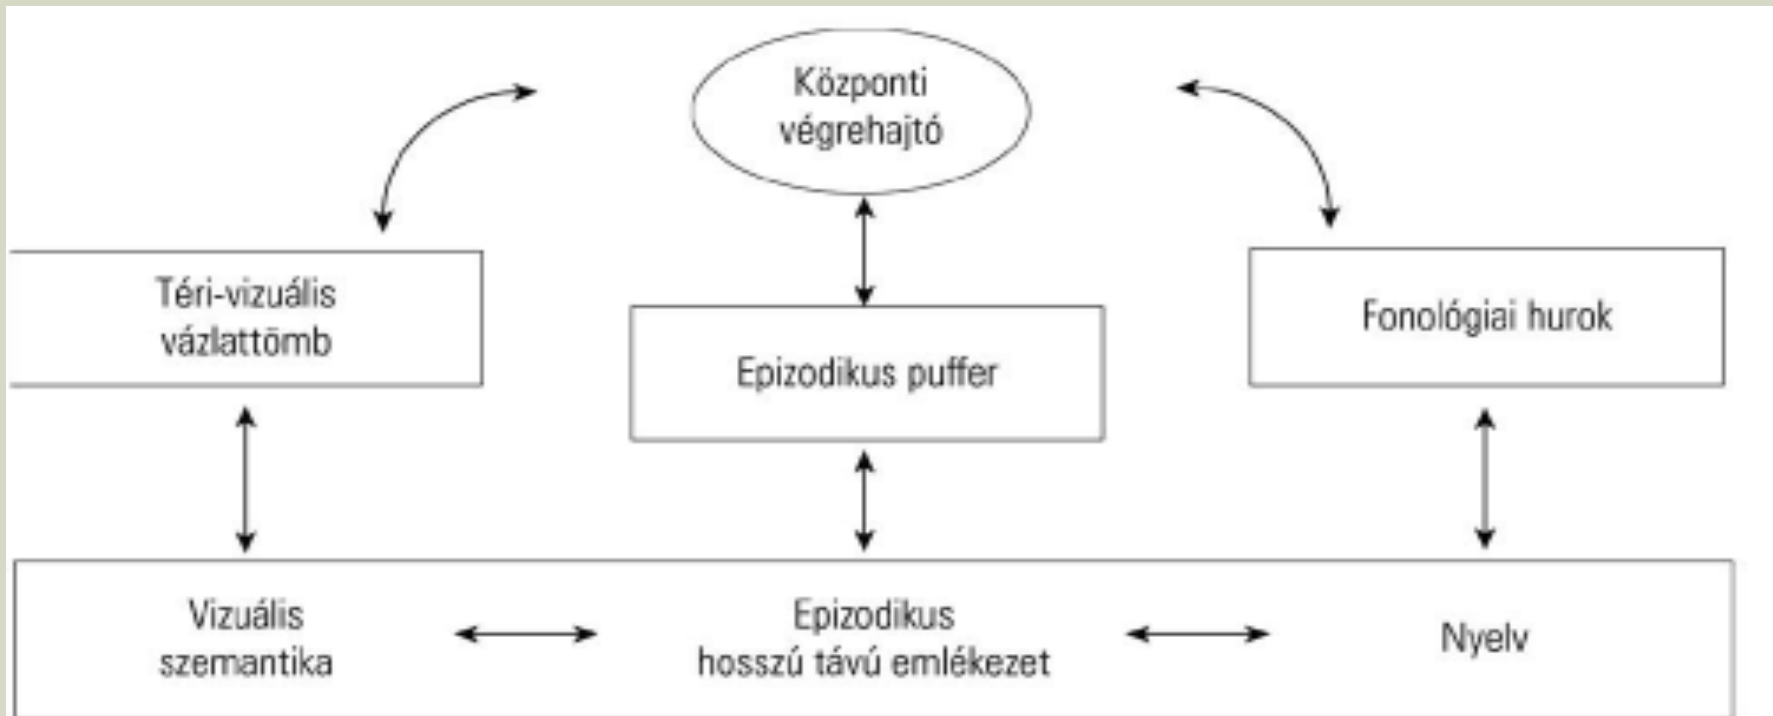 Központi
végrehajtó
Téri-vizuális
vázlattömb
Epizodikus puffer
Fonológiai hurok
Vizuális
szemantika
Epizodikus
hosszú távú emlékezet
Nyelv